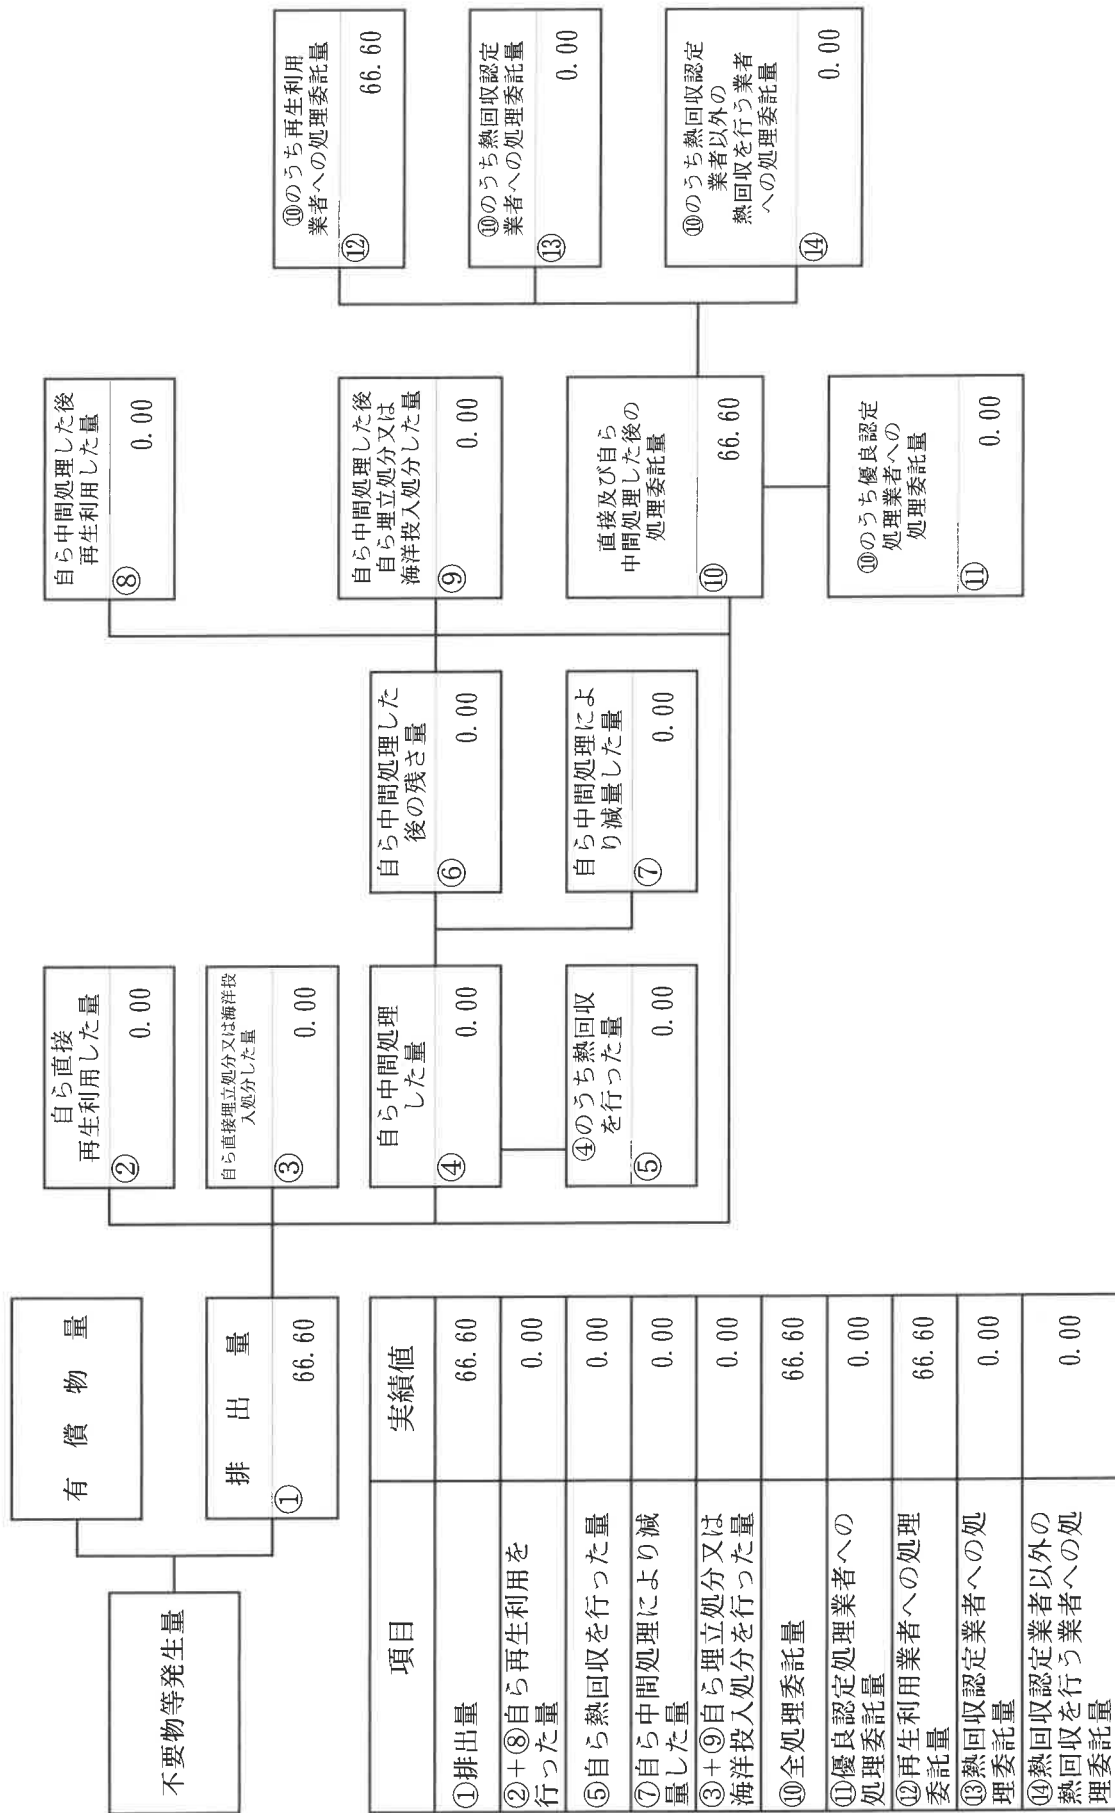 不要物等発生量
有償物量
排出量
①
66.60
自ら直接
再生利用した量
②
0.00
自ら直接埋立処分又は海洋投
入処分した量
③
0.00
自ら中間処理
した量
④
0.00
④のうち熱回収
を行った量
⑤
0.00
自ら中間処理した
後の残さ量
⑥
0.00
自ら中間処理によ
り減量した量
⑦
0.00
自ら中間処理した後
再生利用した量
⑧
0.00
自ら中間処理した後
自ら埋立処分又は
海洋投入処分した量
⑨
0.00
直接及び自ら
中間処理した後の
処理委託量
⑩
66.60
⑩のうち優良認定
処理業者への
処理委託量
⑪
0.00
⑩のうち再生利用
業者への処理委託量
⑫
66.60
⑩のうち熱回収認定
業者への処理委託量
⑬
0.00
⑩のうち熱回収認定
業者以外の
熱回収を行う業者
への処理委託量
⑭
0.00
項目 実績値
①排出量 66.60
②+⑧自ら再生利用を
行った量 0.00
⑤自ら熱回収を行った量 0.00
⑦自ら中間処理により減
量した量 0.00
③+⑨自ら埋立処分又は
海洋投入処分を行った量 0.00
⑩全処理委託量 66.60
⑪優良認定処理業者への
処理委託量 0.00
⑫再生利用業者への処理
委託量 66.60
⑬熱回収認定業者への処
理委託量 0.00
⑭熱回収認定業者以外の
熱回収を行う業者への処
理委託量 0.00